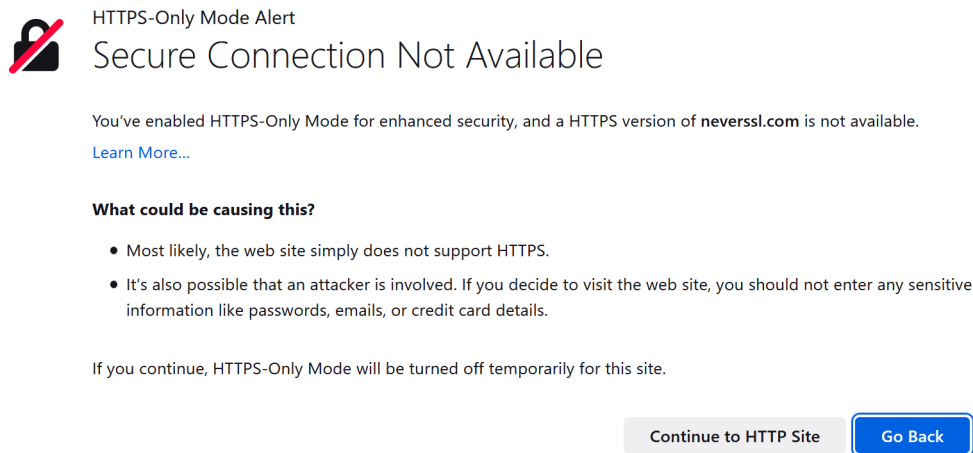 HTTPS-Only Mode Alert
Secure Connection Not Available
You’ve enabled HTTPS-Only Mode for enhanced security, and a HTTPS version of neverssl.com is not available.
Learn More…
What could be causing this?
• Most likely, the web site simply does not support HTTPS.
• It’s also possible that an attacker is involved. If you decide to visit the web site, you should not enter any sensitive
information like passwords, emails, or credit card details.
If you continue, HTTPS-Only Mode will be turned off temporarily for this site.
Continue to HTTP Site Go Back